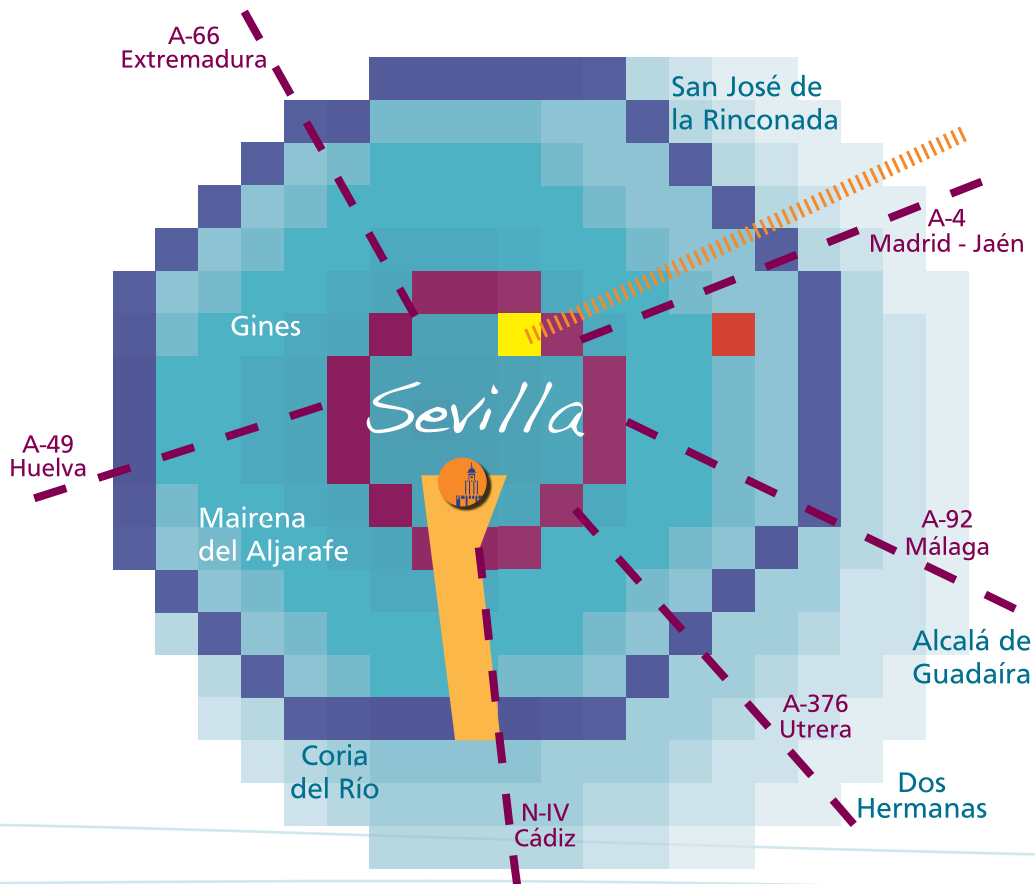 A-66
Extremadura
San José de
la Rinconada
A-4
Madrid - Jaén
Gines
Sevilla
A-49
Huelva
Mairena
del Aljarafe
A-92
Málaga
Alcalá de
Guadaíra
A-376
Utrera
Coria
del Río
Dos
Hermanas
N-IV
Cádiz